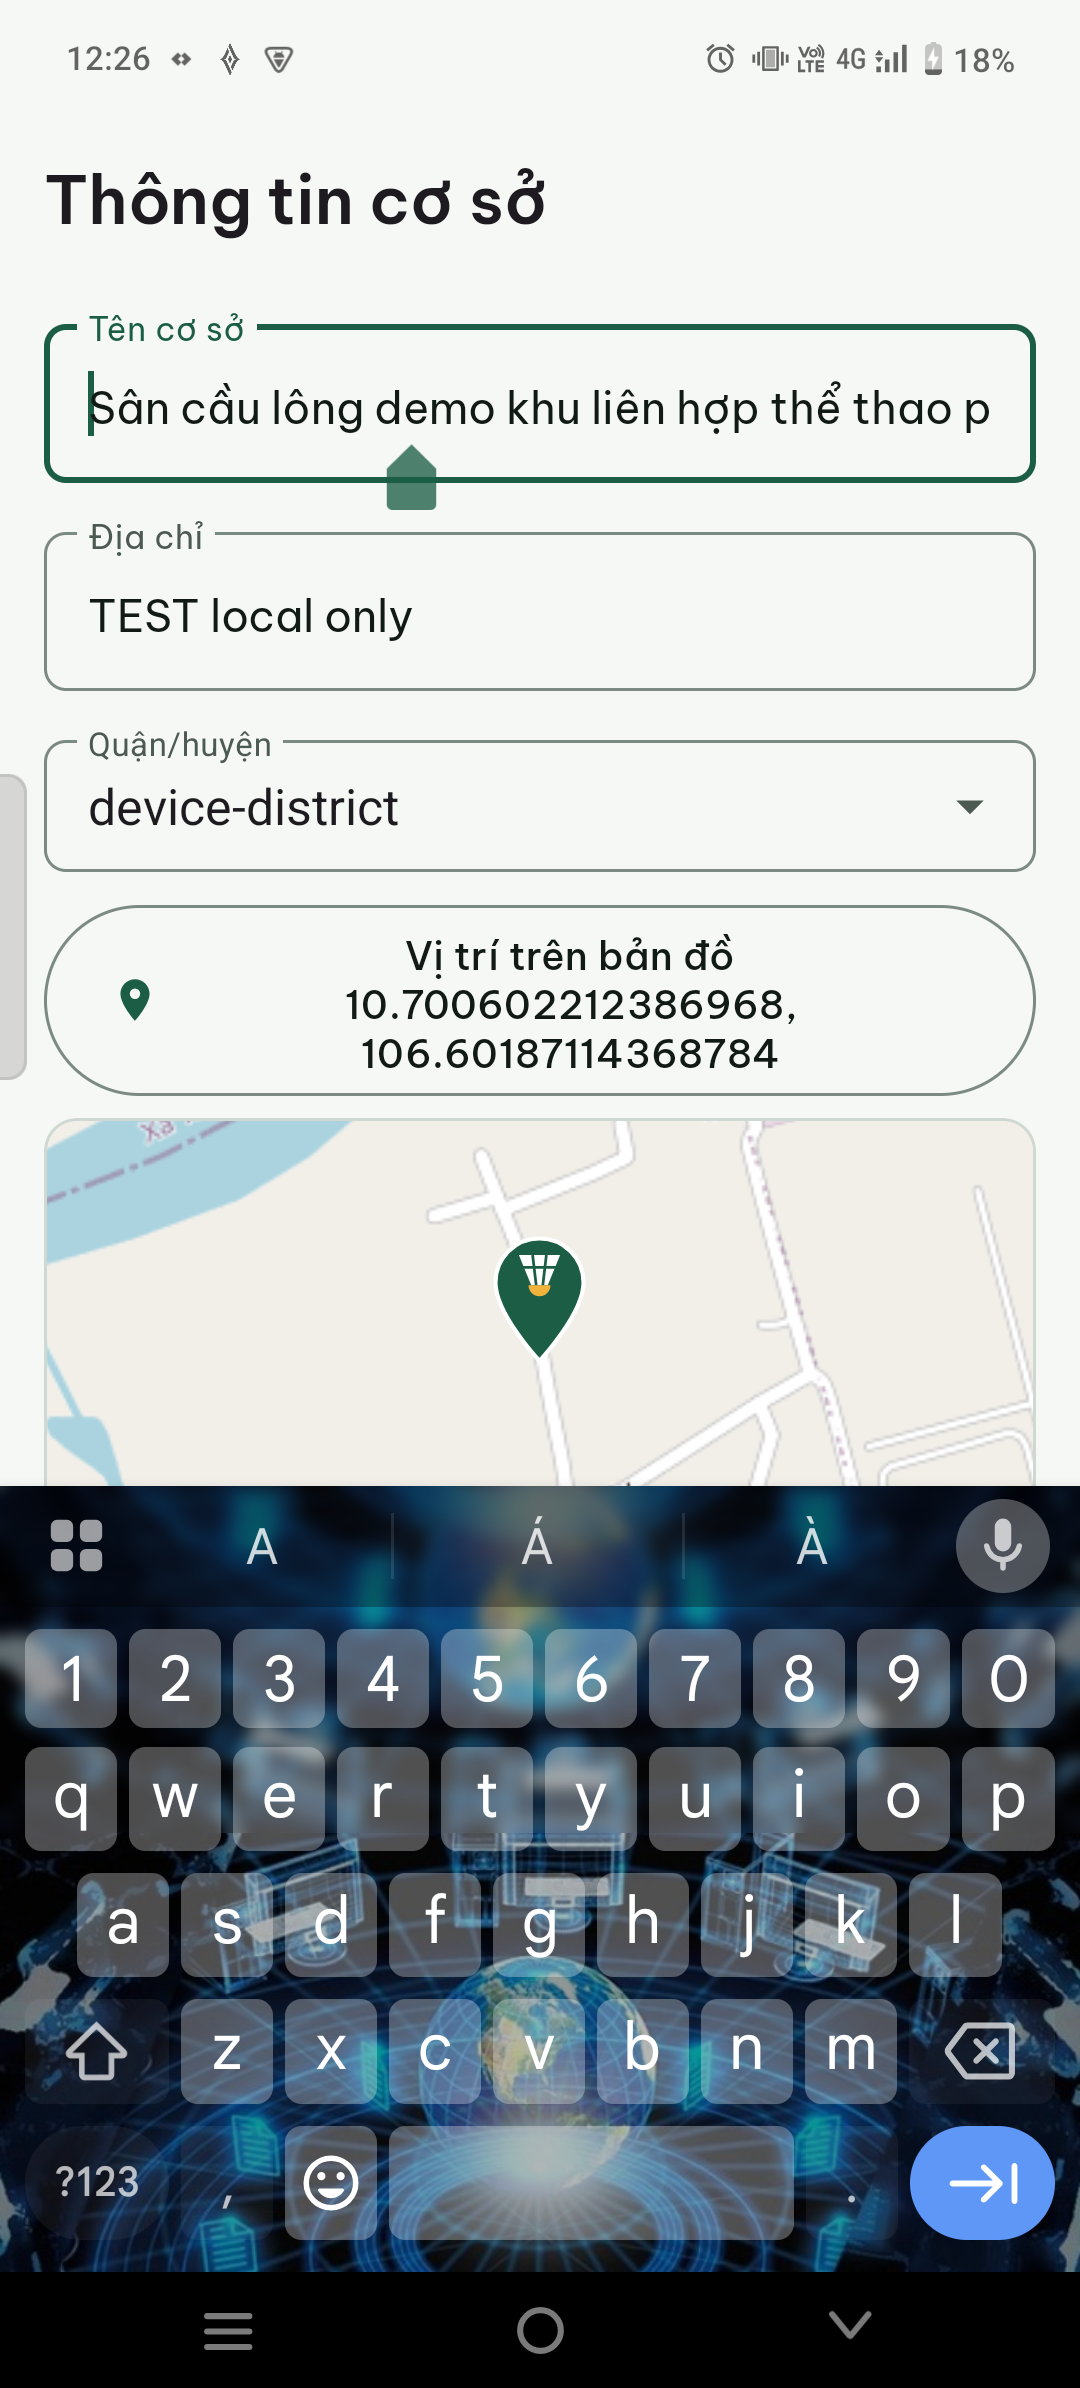 12:26
VoLTE 4G 18%
Thông tin cơ sở
Tên cơ sở
Sân cầu lông demo khu liên hợp thể thao p
Địa chỉ
TEST local only
Quận/huyện
device-district
Vị trí trên bản đồ
10.700602212386968,
106.60187114368784
Xã
A Á À
1 2 3 4 5 6 7 8 9 0
q w e r t y u i o p
a s d f g h j k l
z x c v b n m
?123 , .